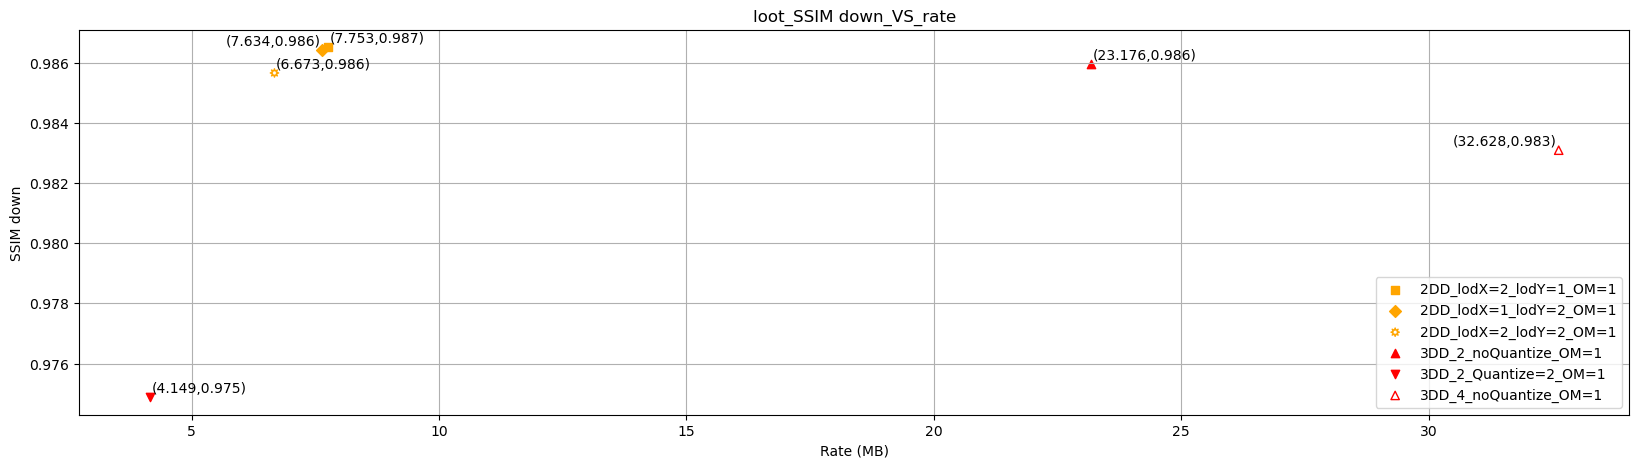 loot_SSIM down_VS_rate
(7.634,0.986)
(7.753,0.987)
(6.673,0.986)
(23.176,0.986)
(32.628,0.983)
(4.149,0.975)
0.986
0.984
0.982
0.980
0.978
0.976
SSIM down
5
10
15
20
25
30
Rate (MB)
2DD_lodX=2_lodY=1_OM=1
2DD_lodX=1_lodY=2_OM=1
2DD_lodX=2_lodY=2_OM=1
3DD_2_noQuantize_OM=1
3DD_2_Quantize=2_OM=1
3DD_4_noQuantize_OM=1